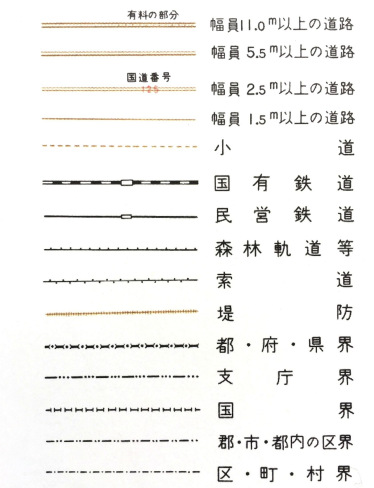 有料の部分
幅員11.0m以上の道路
幅員5.5m以上の道路
国道番号
125
幅員2.5m以上の道路
幅員1.5m以上の道路
小道
国有鉄道
民営鉄道
森林軌道等
索道
堤防
都・府・県界
支庁界
国界
郡・市・都内の区界
区・町・村界